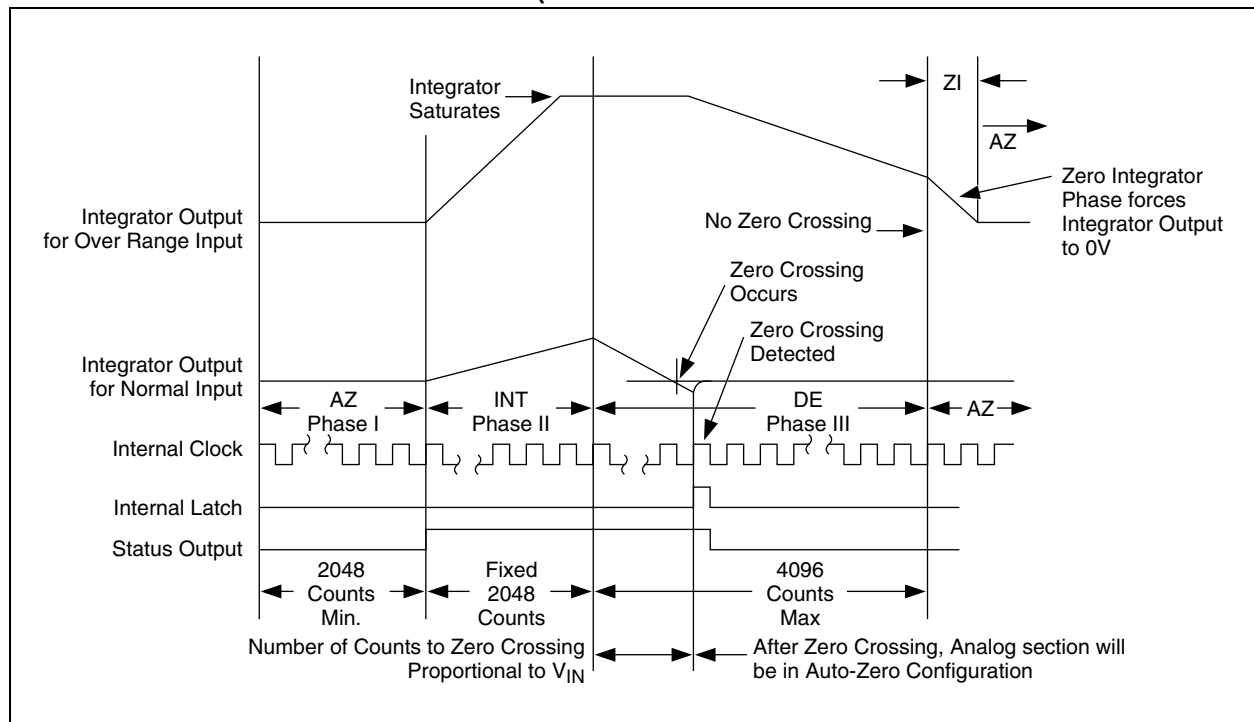 Integrator
Saturates
ZI
AZ
Zero Integrator
Phase forces
Integrator Output
to 0V
Integrator Output
for Over Range Input
No Zero Crossing
Zero Crossing
Occurs
Zero Crossing
Detected
Integrator Output
for Normal Input
AZ
Phase I
INT
Phase II
DE
Phase III
AZ
Internal Clock
Internal Latch
Status Output
2048
Counts
Min.
Fixed
2048
Counts
4096
Counts
Max
Number of Counts to Zero Crossing
Proportional to VIN
After Zero Crossing, Analog section will
be in Auto-Zero Configuration